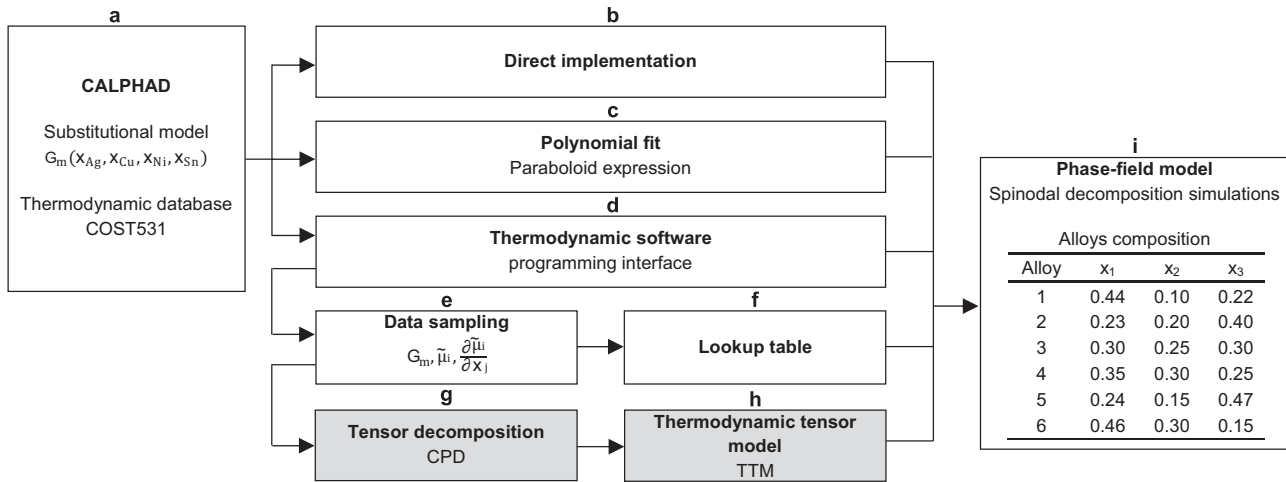 a
CALPHAD
Substitutional model
G_m(x_Ag, x_Cu, x_Ni, x_Sn)
Thermodynamic database
COST531
b
Direct implementation
c
Polynomial fit
Paraboloid expression
d
Thermodynamic software
programming interface
e
Data sampling
G_m, μ̃_i, ∂μ̃_i/∂x_j
f
Lookup table
g
Tensor decomposition
CPD
h
Thermodynamic tensor
model
TTM
i
Phase-field model
Spinodal decomposition simulations
Alloys composition
Alloy x₁ x₂ x₃
1 0.44 0.10 0.22
2 0.23 0.20 0.40
3 0.30 0.25 0.30
4 0.35 0.30 0.25
5 0.24 0.15 0.47
6 0.46 0.30 0.15